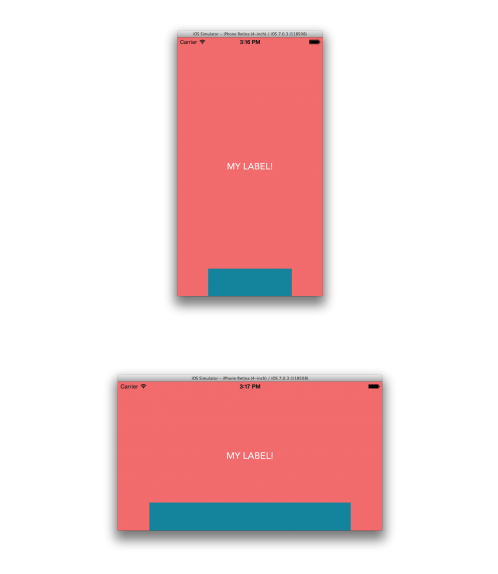 iOS Simulator - iPhone Retina (4-inch) / iOS 7.0.3 (11B508)
Carrier 3:16 PM
MY LABEL!
iOS Simulator - iPhone Retina (4-inch) / iOS 7.0.3 (11B508)
Carrier 3:17 PM
MY LABEL!